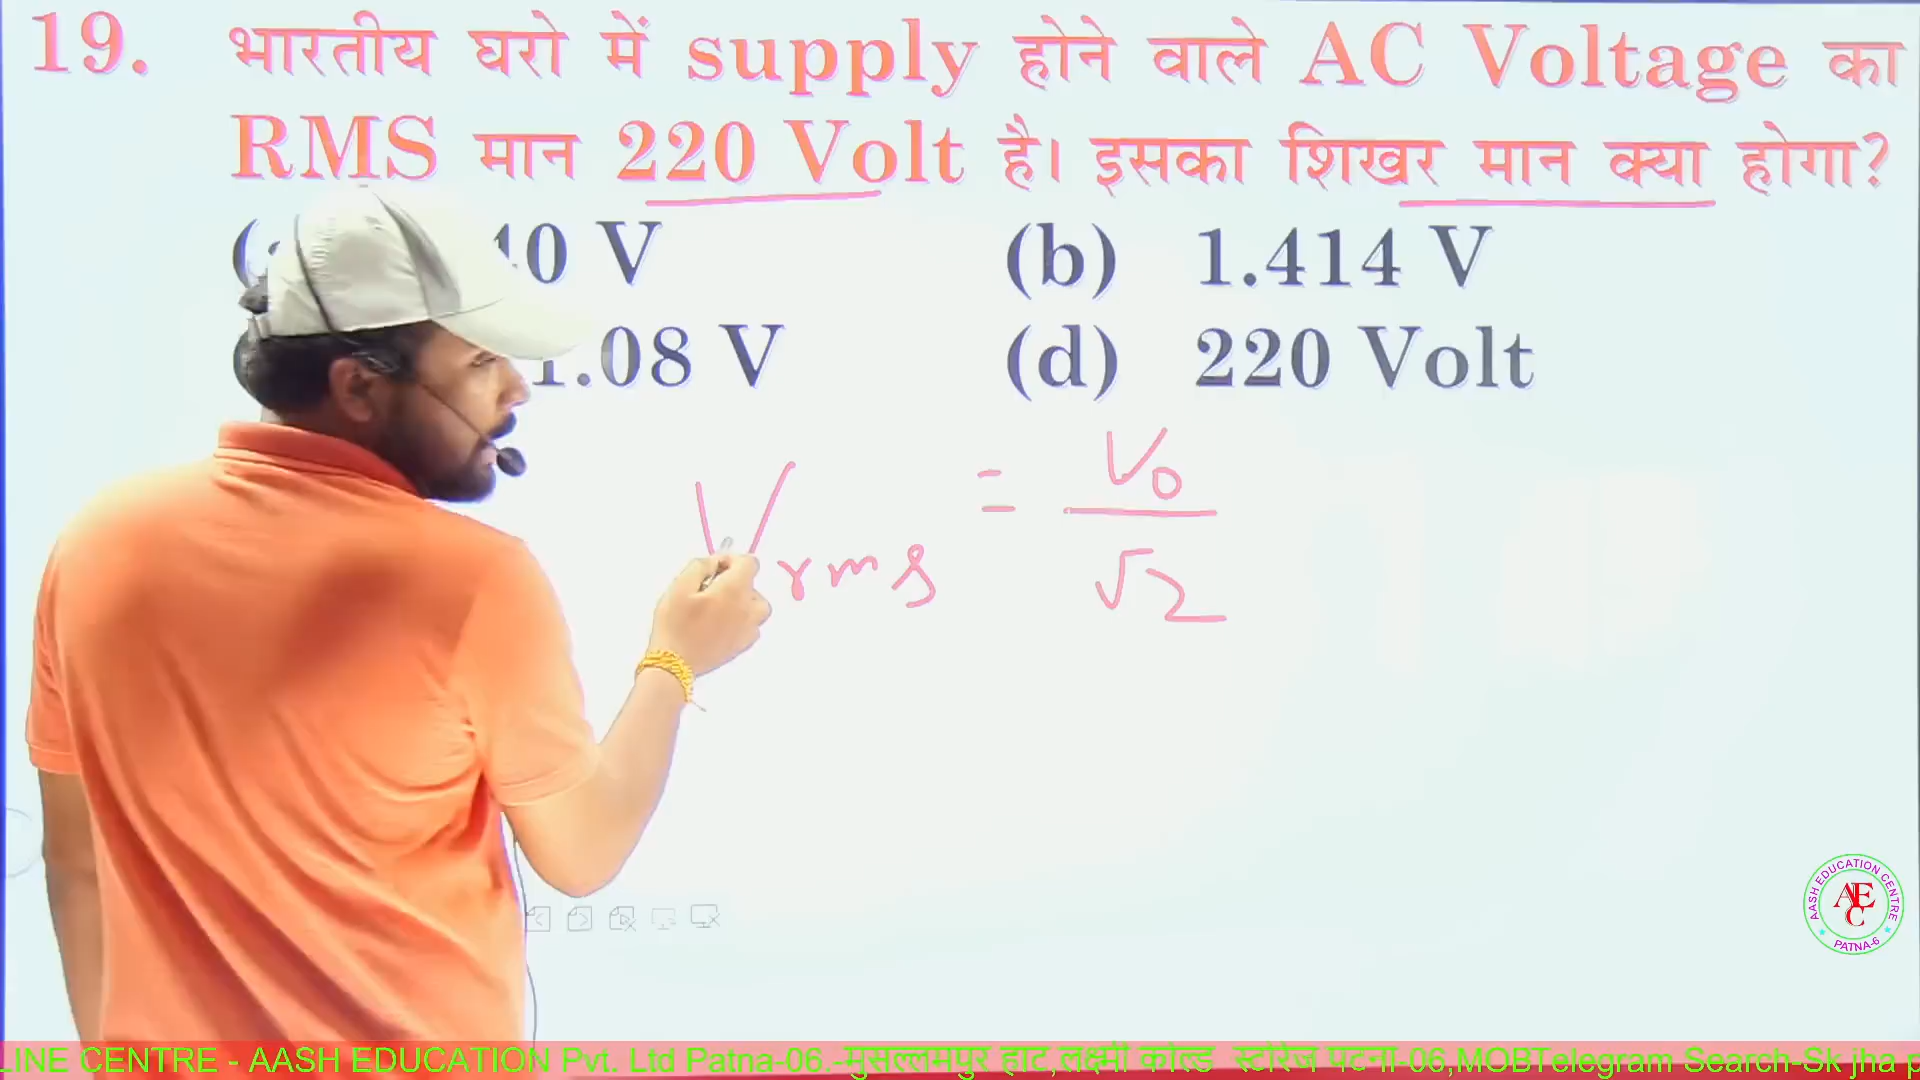 19. भारतीय घरो में supply होने वाले AC Voltage का
RMS मान 220 Volt है। इसका शिखर मान क्या होगा?
0 V
(b) 1.414 V
.08 V
(d) 220 Volt
V rms = V0 / √2
AASH EDUCATION CENTRE
AEC
PATNA-6
LINE CENTRE - AASH EDUCATION Pvt. Ltd Patna-06.-मुसल्लमपुर हाट,लक्ष्मी कोल्ड स्टोरेज पटना-06,MOBTelegram Search-Sk jha p